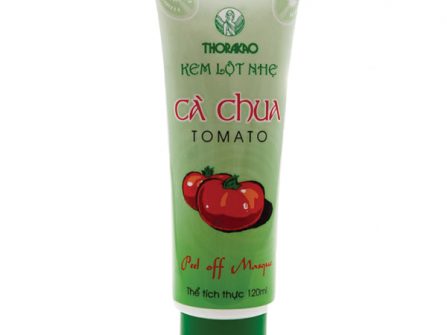 THORAKAO
KEM LỘT NHẸ
CÀ CHUA
TOMATO
Peel off Masque
Thể tích thực 120ml